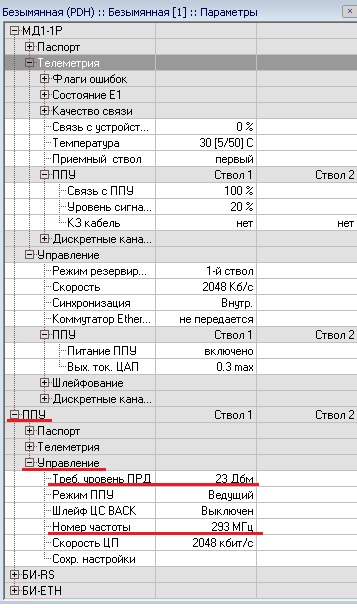 Безымянная (PDH) :: Безымянная [1] :: Параметры
МД1-1Р
Паспорт
Телеметрия
Флаги ошибок
Состояние Е1
Качество связи
Связь с устройст... 0 %
Температура 30 [5/50] С
Приемный ствол первый
ППУ Ствол 1 Ствол 2
Связь с ППУ 100 %
Уровень сигна... 20 %
КЗ кабель нет нет
Дискретные кана...
Управление
Режим резервир... 1-й ствол
Скорость 2048 Кб/с
Синхронизация Внутр.
Коммутатор Ether... не передается
ППУ Ствол 1 Ствол 2
Питание ППУ включено
Вых. ток. ЦАП 0.3 max
Шлейфование
Дискретные кана...
ППУ Ствол 1 Ствол 2
Паспорт
Телеметрия
Управление
Треб. уровень ПРД 23 Дбм
Режим ППУ Ведущий
Шлейф ЦС BACK Выключен
Номер частоты 293 МГц
Скорость ЦП 2048 кбит/с
Сохр. настройки
БИ-RS
БИ-ETH